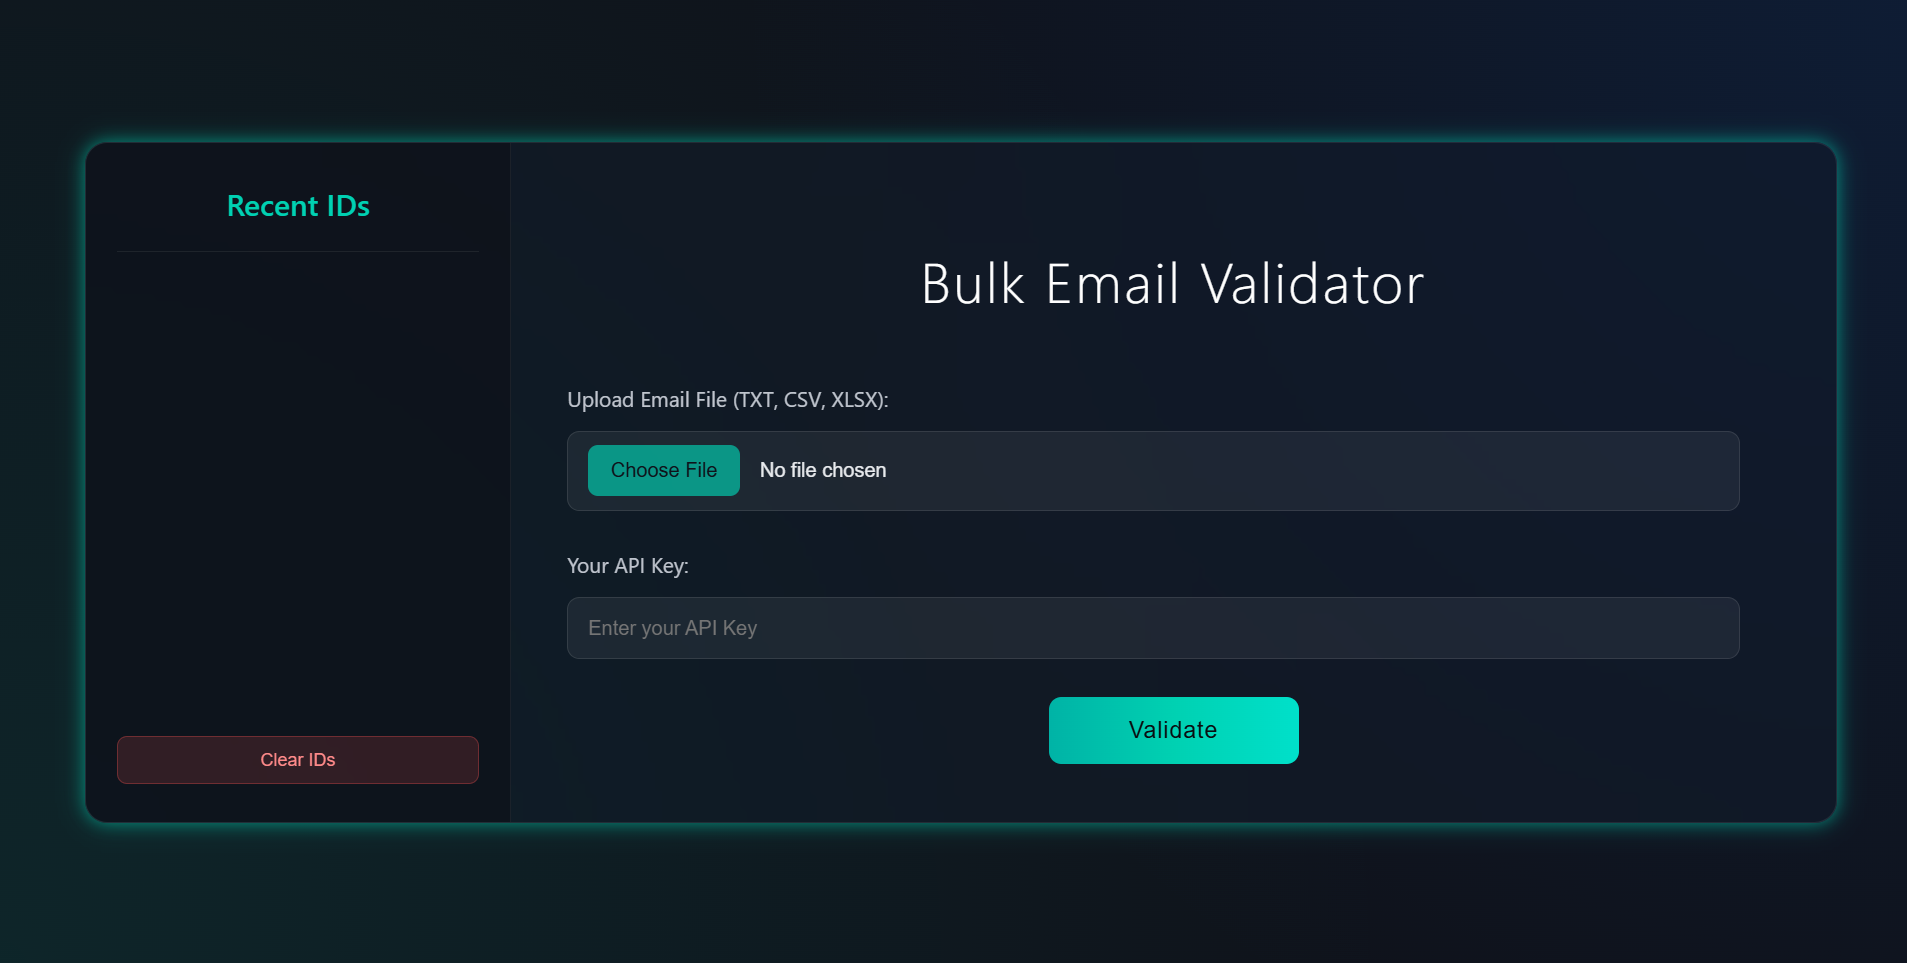 Recent IDs
Clear IDs
Bulk Email Validator
Upload Email File (TXT, CSV, XLSX):
Choose File No file chosen
Your API Key:
Enter your API Key
Validate